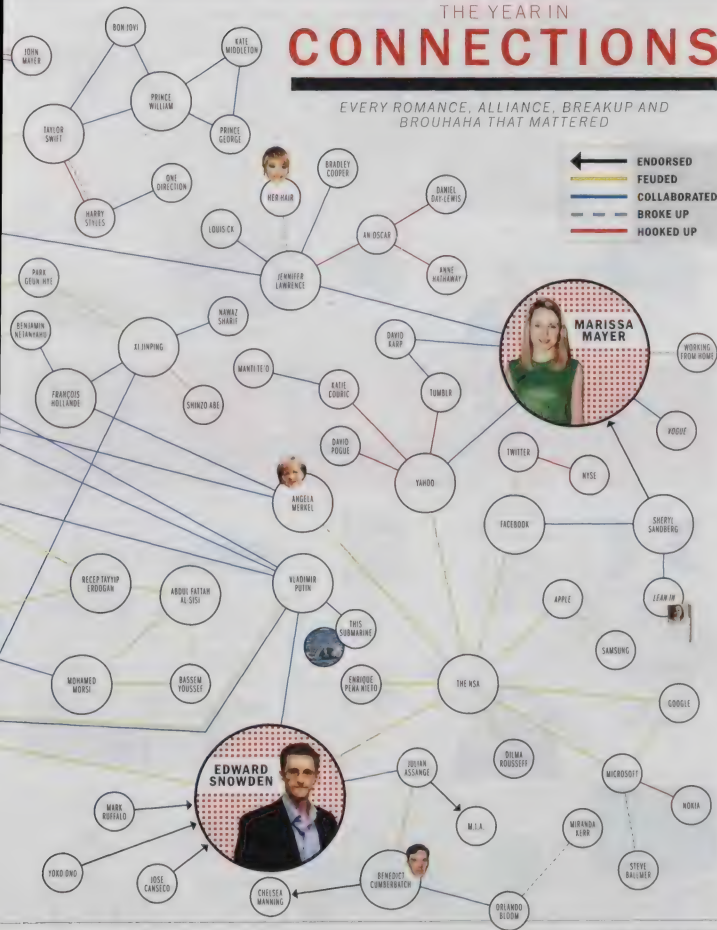 THE YEAR IN
CONNECTIONS
EVERY ROMANCE, ALLIANCE, BREAKUP AND
BROUHAHA THAT MATTERED
ENDORSED
FEUDED
COLLABORATED
BROKE UP
HOOKED UP
JOHN
MAYER
BON JOVI
KATE
MIDDLETON
PRINCE
WILLIAM
TAYLOR
SWIFT
PRINCE
GEORGE
ONE
DIRECTION
HARRY
STYLES
HER HAIR
BRADLEY
COOPER
DANIEL
DAY-LEWIS
LOUIS CK
AN OSCAR
JENNIFER
LAWRENCE
ANNE
HATHAWAY
PARK
GEUN-HYE
BENJAMIN
NETANYAHU
NAWAZ
SHARIF
XI JINPING
FRANÇOIS
HOLLANDE
SHINZO ABE
MARISSA
MAYER
WORKING
FROM HOME
DAVID
KARP
MANTI TE'O
KATIE
COURIC
TUMBLR
VOGUE
DAVID
POGUE
TWITTER
NYSE
YAHOO
ANGELA
MERKEL
FACEBOOK
SHERYL
SANDBERG
RECEP TAYYIP
ERDOGAN
ABDUL FATTAH
AL-SISI
VLADIMIR
PUTIN
APPLE
LEAN IN
THIS
SUBMARINE
SAMSUNG
MOHAMED
MORSI
BASSEM
YOUSSEF
ENRIQUE
PEÑA NIETO
THE NSA
GOOGLE
EDWARD
SNOWDEN
JULIAN
ASSANGE
DILMA
ROUSSEFF
MICROSOFT
MARK
RUFFALO
M.I.A.
MIRANDA
KERR
NOKIA
YOKO ONO
JOSE
CANSECO
CHELSEA
MANNING
BENEDICT
CUMBERBATCH
STEVE
BALLMER
ORLANDO
BLOOM